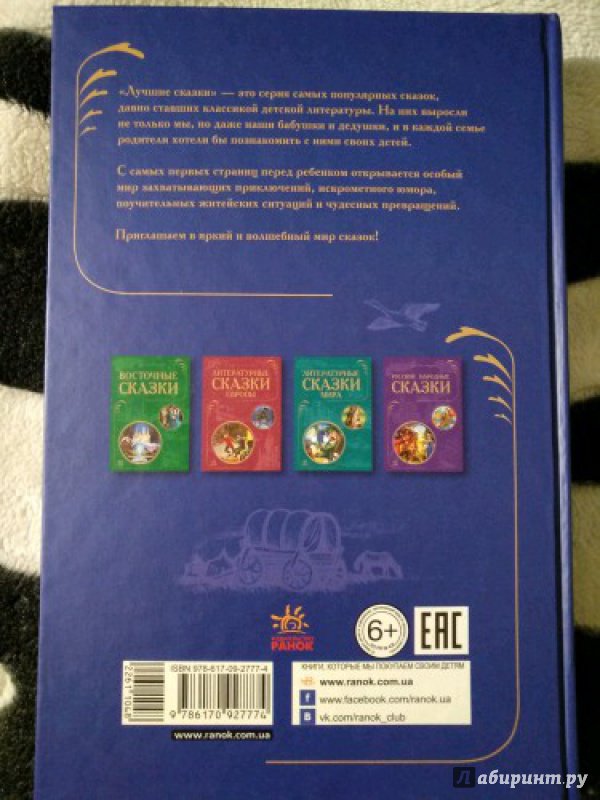 «Лучшие сказки» — это серия самых популярных сказок,
давно ставших классикой детской литературы. На них выросли
не только мы, но даже наши бабушки и дедушки, и в каждой семье
родители хотели бы познакомить с ними своих детей.
С самых первых страниц перед ребенком открывается особый
мир захватывающих приключений, искрометного юмора,
поучительных житейских ситуаций и чудесных превращений.
Приглашаем в яркий и волшебный мир сказок!
ВОСТОЧНЫЕ
СКАЗКИ
ЛИТЕРАТУРНЫЕ
СКАЗКИ
ЕВРОПЫ
ЛИТЕРАТУРНЫЕ
СКАЗКИ
МИРА
РУССКИЕ НАРОДНЫЕ
СКАЗКИ
РАНОК
6+
EAC
ISBN 978-617-09-2777-4
9 786170 927774
www.ranok.com.ua
КНИГИ, КОТОРЫЕ МЫ ПОКУПАЕМ СВОИМ ДЕТЯМ
www.ranok.com.ua
www.facebook.com/ranok.ua
vk.com/ranok_club
Лабиринт.ру